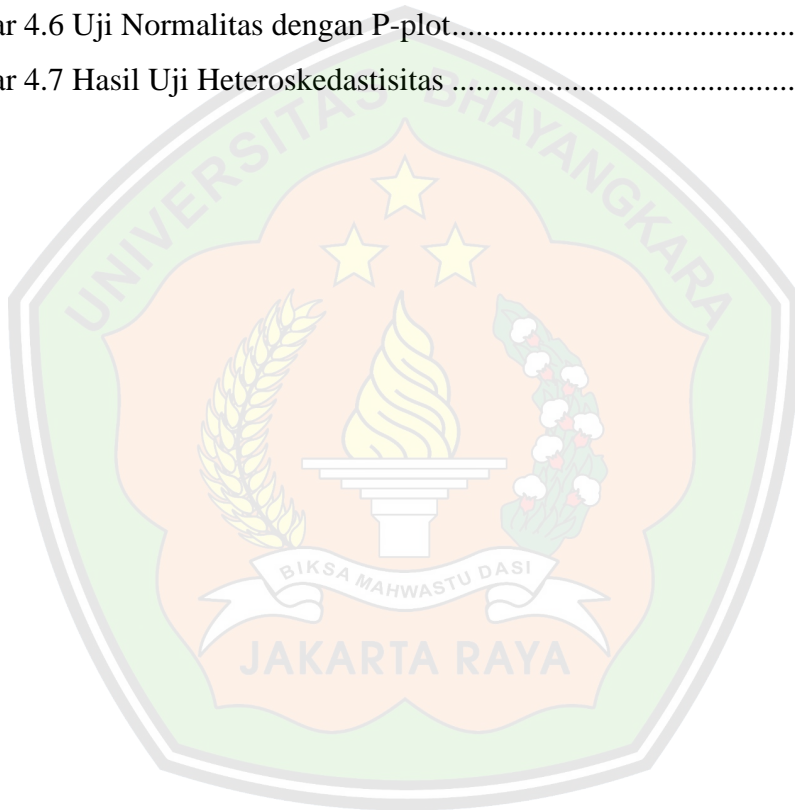 ar 4.6 Uji Normalitas dengan P-plot..........................................
ar 4.7 Hasil Uji Heteroskedastisitas ..........................................
UNIVERSITAS BHAYANGKARA
BIKSA MAHWASTU DASI
JAKARTA RAYA